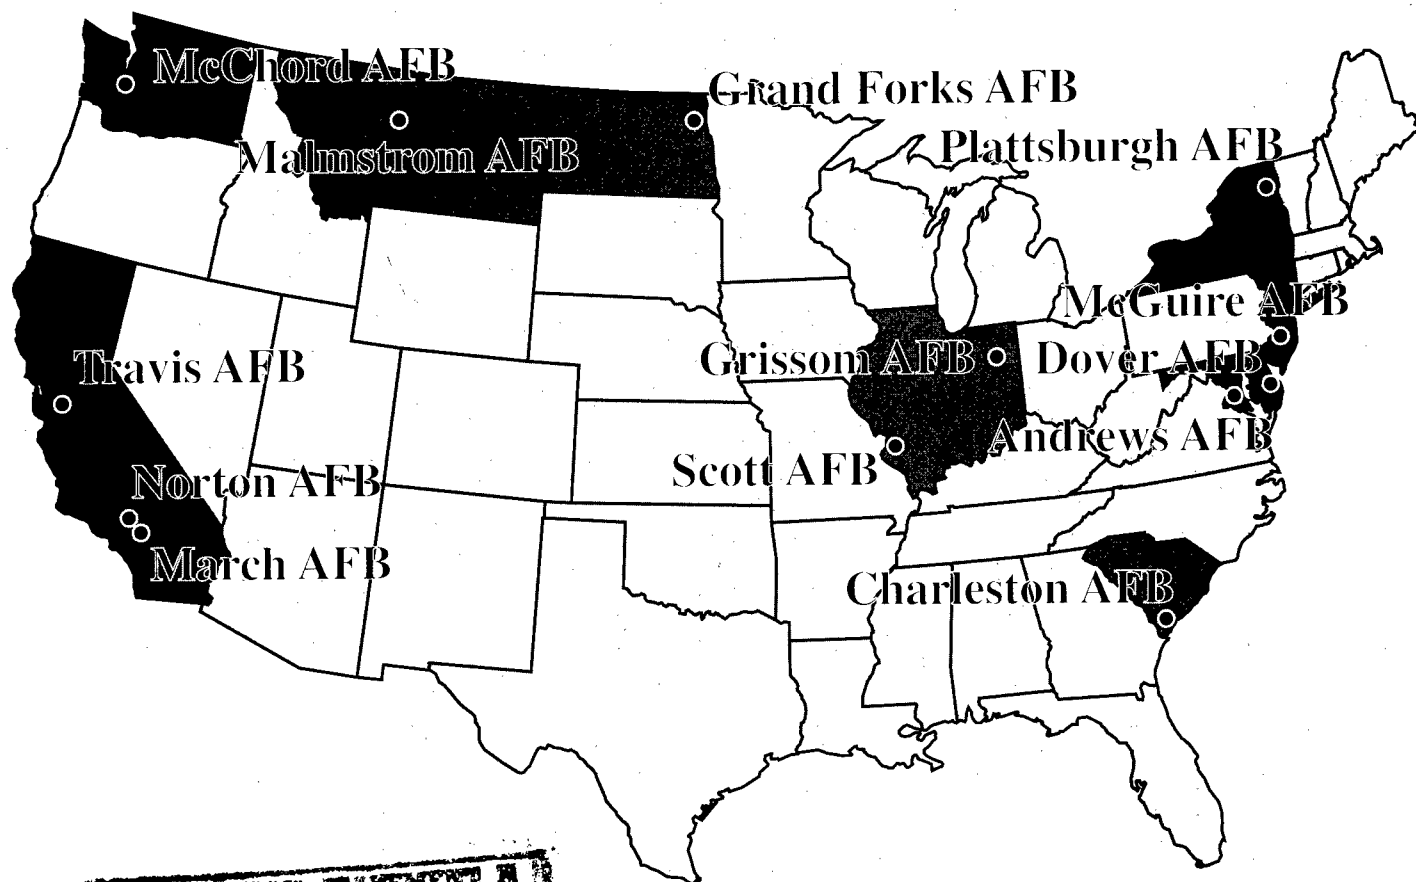 McChord AFB
Grand Forks AFB
Plattsburgh AFB
Malmstrom AFB
McGuire AFB
Travis AFB
Grissom AFB
Dover AFB
Andrews AFB
Scott AFB
Norton AFB
March AFB
Charleston AFB